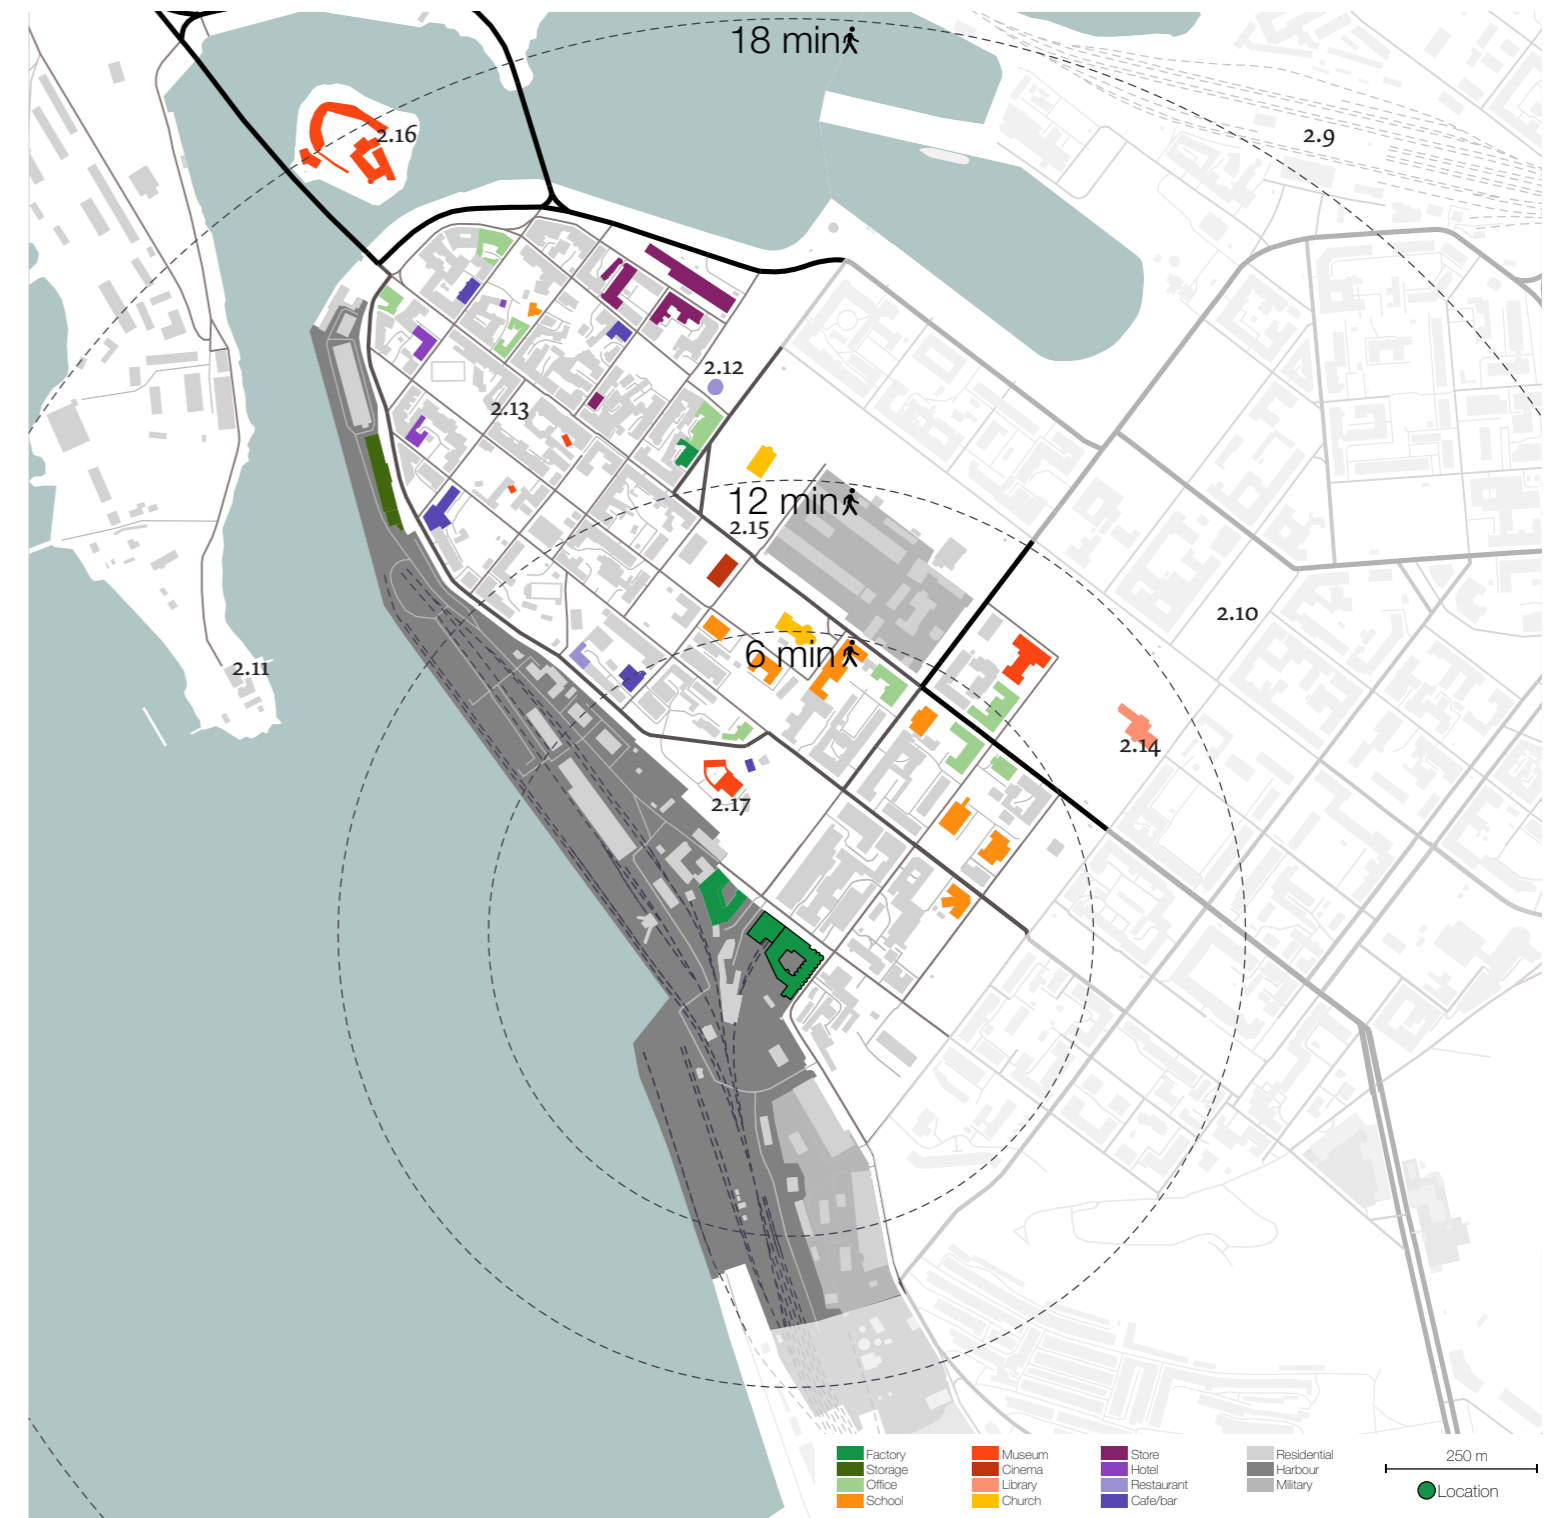 18 min
2.16
2.9
2.12
2.13
12 min
2.15
2.10
6 min
2.11
2.14
2.17
Factory
Storage
Office
School
Museum
Cinema
Library
Church
Store
Hotel
Restaurant
Cafe/bar
Residential
Harbour
Military
250 m
Location